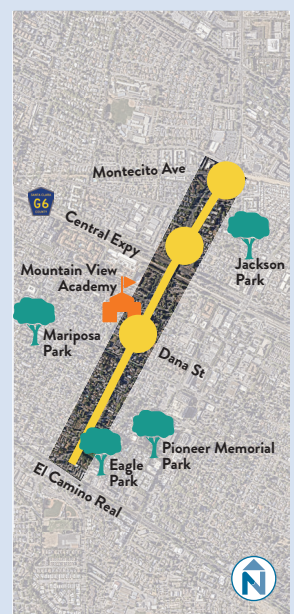 Montecito Ave
SANTA CLARA
G6
COUNTY
Central Expy
Jackson
Park
Mountain View
Academy
Mariposa
Park
Dana St
Pioneer Memorial
Park
Eagle
Park
El Camino Real
N